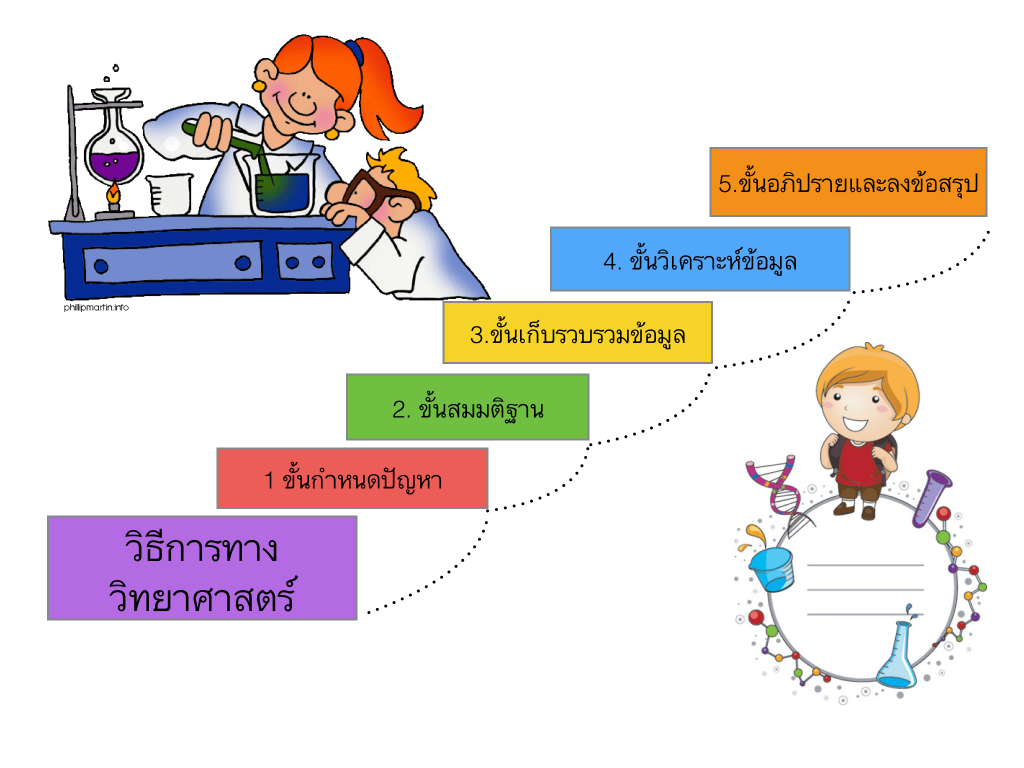 5.ขั้นอภิปรายและลงข้อสรุป
4. ขั้นวิเคราะห์ข้อมูล
phillipmartin.info
3.ขั้นเก็บรวบรวมข้อมูล
2. ขั้นสมมติฐาน
1 ขั้นกำหนดปัญหา
วิธีการทาง
วิทยาศาสตร์